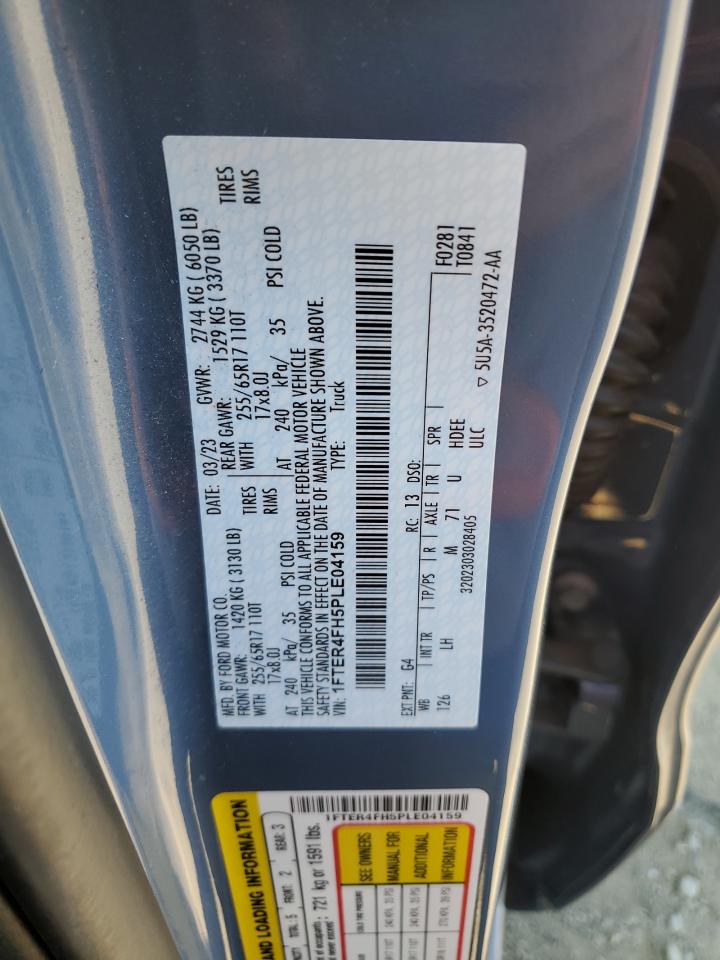 MFD. BY FORD MOTOR CO.
DATE: 03/23 GVWR: 2744 KG ( 6050 LB)
FRONT GAWR: 1420 KG ( 3130 LB) REAR GAWR: 1529 KG ( 3370 LB)
WITH 255/65R17 110T TIRES WITH 255/65R17 110T TIRES
17x8.0J RIMS 17x8.0J RIMS
AT 240 kPa/ 35 PSI COLD AT 240 kPa/ 35 PSI COLD
THIS VEHICLE CONFORMS TO ALL APPLICABLE FEDERAL MOTOR VEHICLE
SAFETY STANDARDS IN EFFECT ON THE DATE OF MANUFACTURE SHOWN ABOVE.
VIN: 1FTER4FH5PLE04159 TYPE: Truck
F0281
EXT PNT: G4 RC: 13 DSO: T0841
WB INT TR TP/PS R AXLE TR SPR
126 LH M 71 U HDEE
3202303028405 ULC
▽ 5U5A-3520472-AA
AND LOADING INFORMATION
TOTAL: 5 FRONT: 2 REAR: 3
721 kg or 1591 lbs.
1FTER4FH5PLE04159
SEE OWNERS
MANUAL FOR
ADDITIONAL
INFORMATION